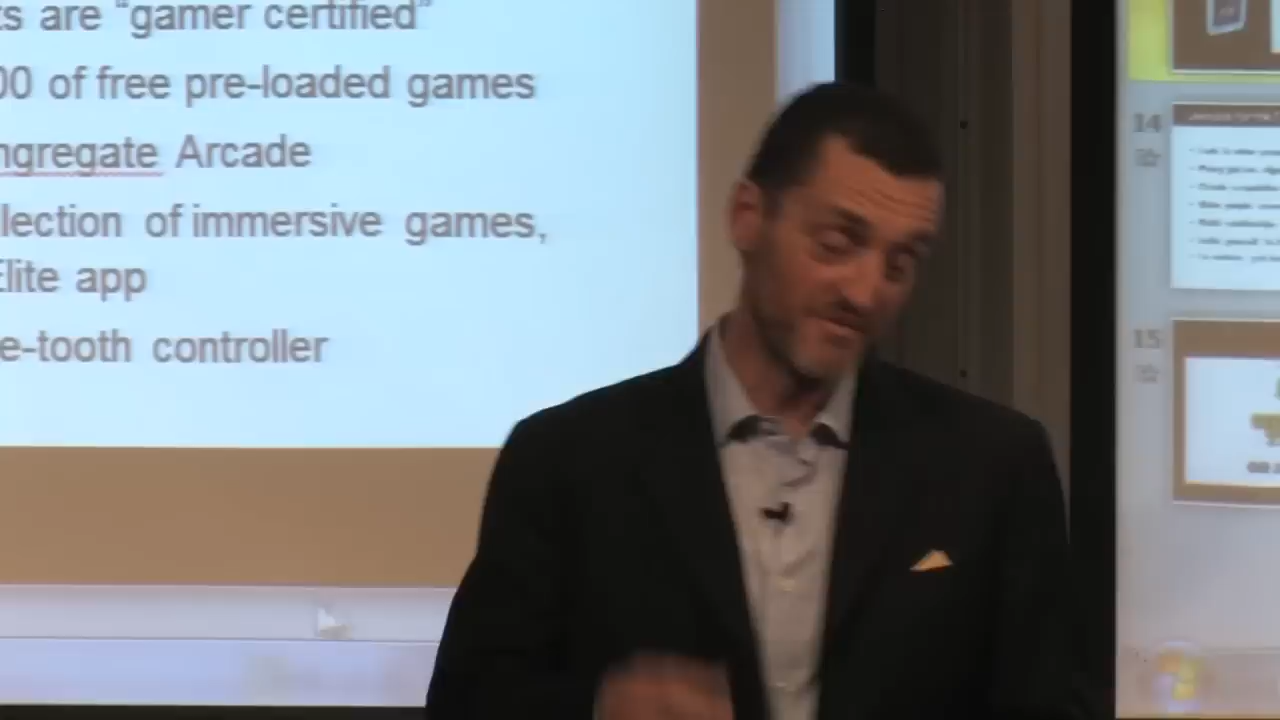 ts are “gamer certified”
00 of free pre-loaded games
ngregate Arcade
llection of immersive games,
Elite app
e-tooth controller
14
15